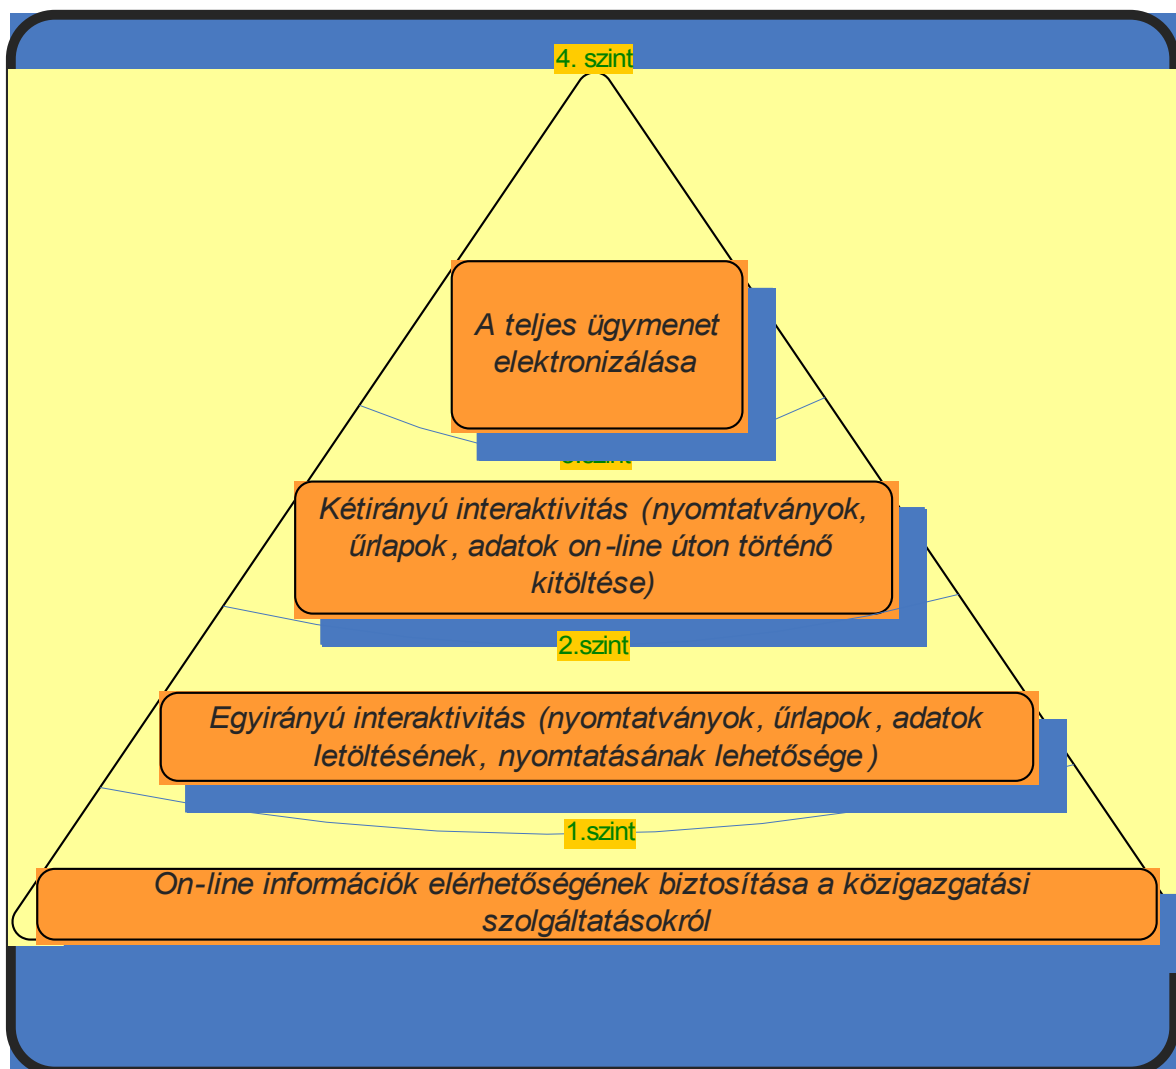 4. szint
A teljes ügymenet
elektronizálása
szint
Kétirányú interaktivitás (nyomtatványok,
űrlapok, adatok on-line úton történő
kitöltése)
2.szint
Egyirányú interaktivitás (nyomtatványok, űrlapok, adatok
letöltésének, nyomtatásának lehetősége)
1.szint
On-line információk elérhetőségének biztosítása a közigazgatási
szolgáltatásokról